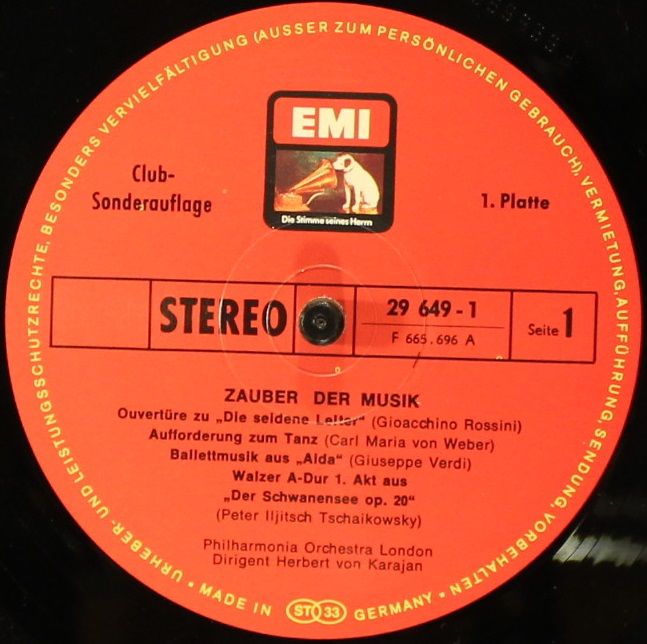 URHEBER- UND LEISTUNGSSCHUTZRECHTE, BESONDERS VERVIELFÄLTIGUNG (AUSSER ZUM PERSÖNLICHEN GEBRAUCH), VERMIETUNG, AUFFÜHRUNG, SENDUNG, VORBEHALTEN •
EMI
Die Stimme seines Herrn
Club-
Sonderauflage
1. Platte
STEREO
29 649 - 1
F 665.696 A
Seite 1
ZAUBER DER MUSIK
Ouvertüre zu „Die seidene Leiter" (Gioacchino Rossini)
Aufforderung zum Tanz (Carl Maria von Weber)
Ballettmusik aus „Aida" (Giuseppe Verdi)
Walzer A-Dur 1. Akt aus
„Der Schwanensee op. 20"
(Peter Iljitsch Tschaikowsky)
Philharmonia Orchestra London
Dirigent Herbert von Karajan
• MADE IN ST 33 GERMANY